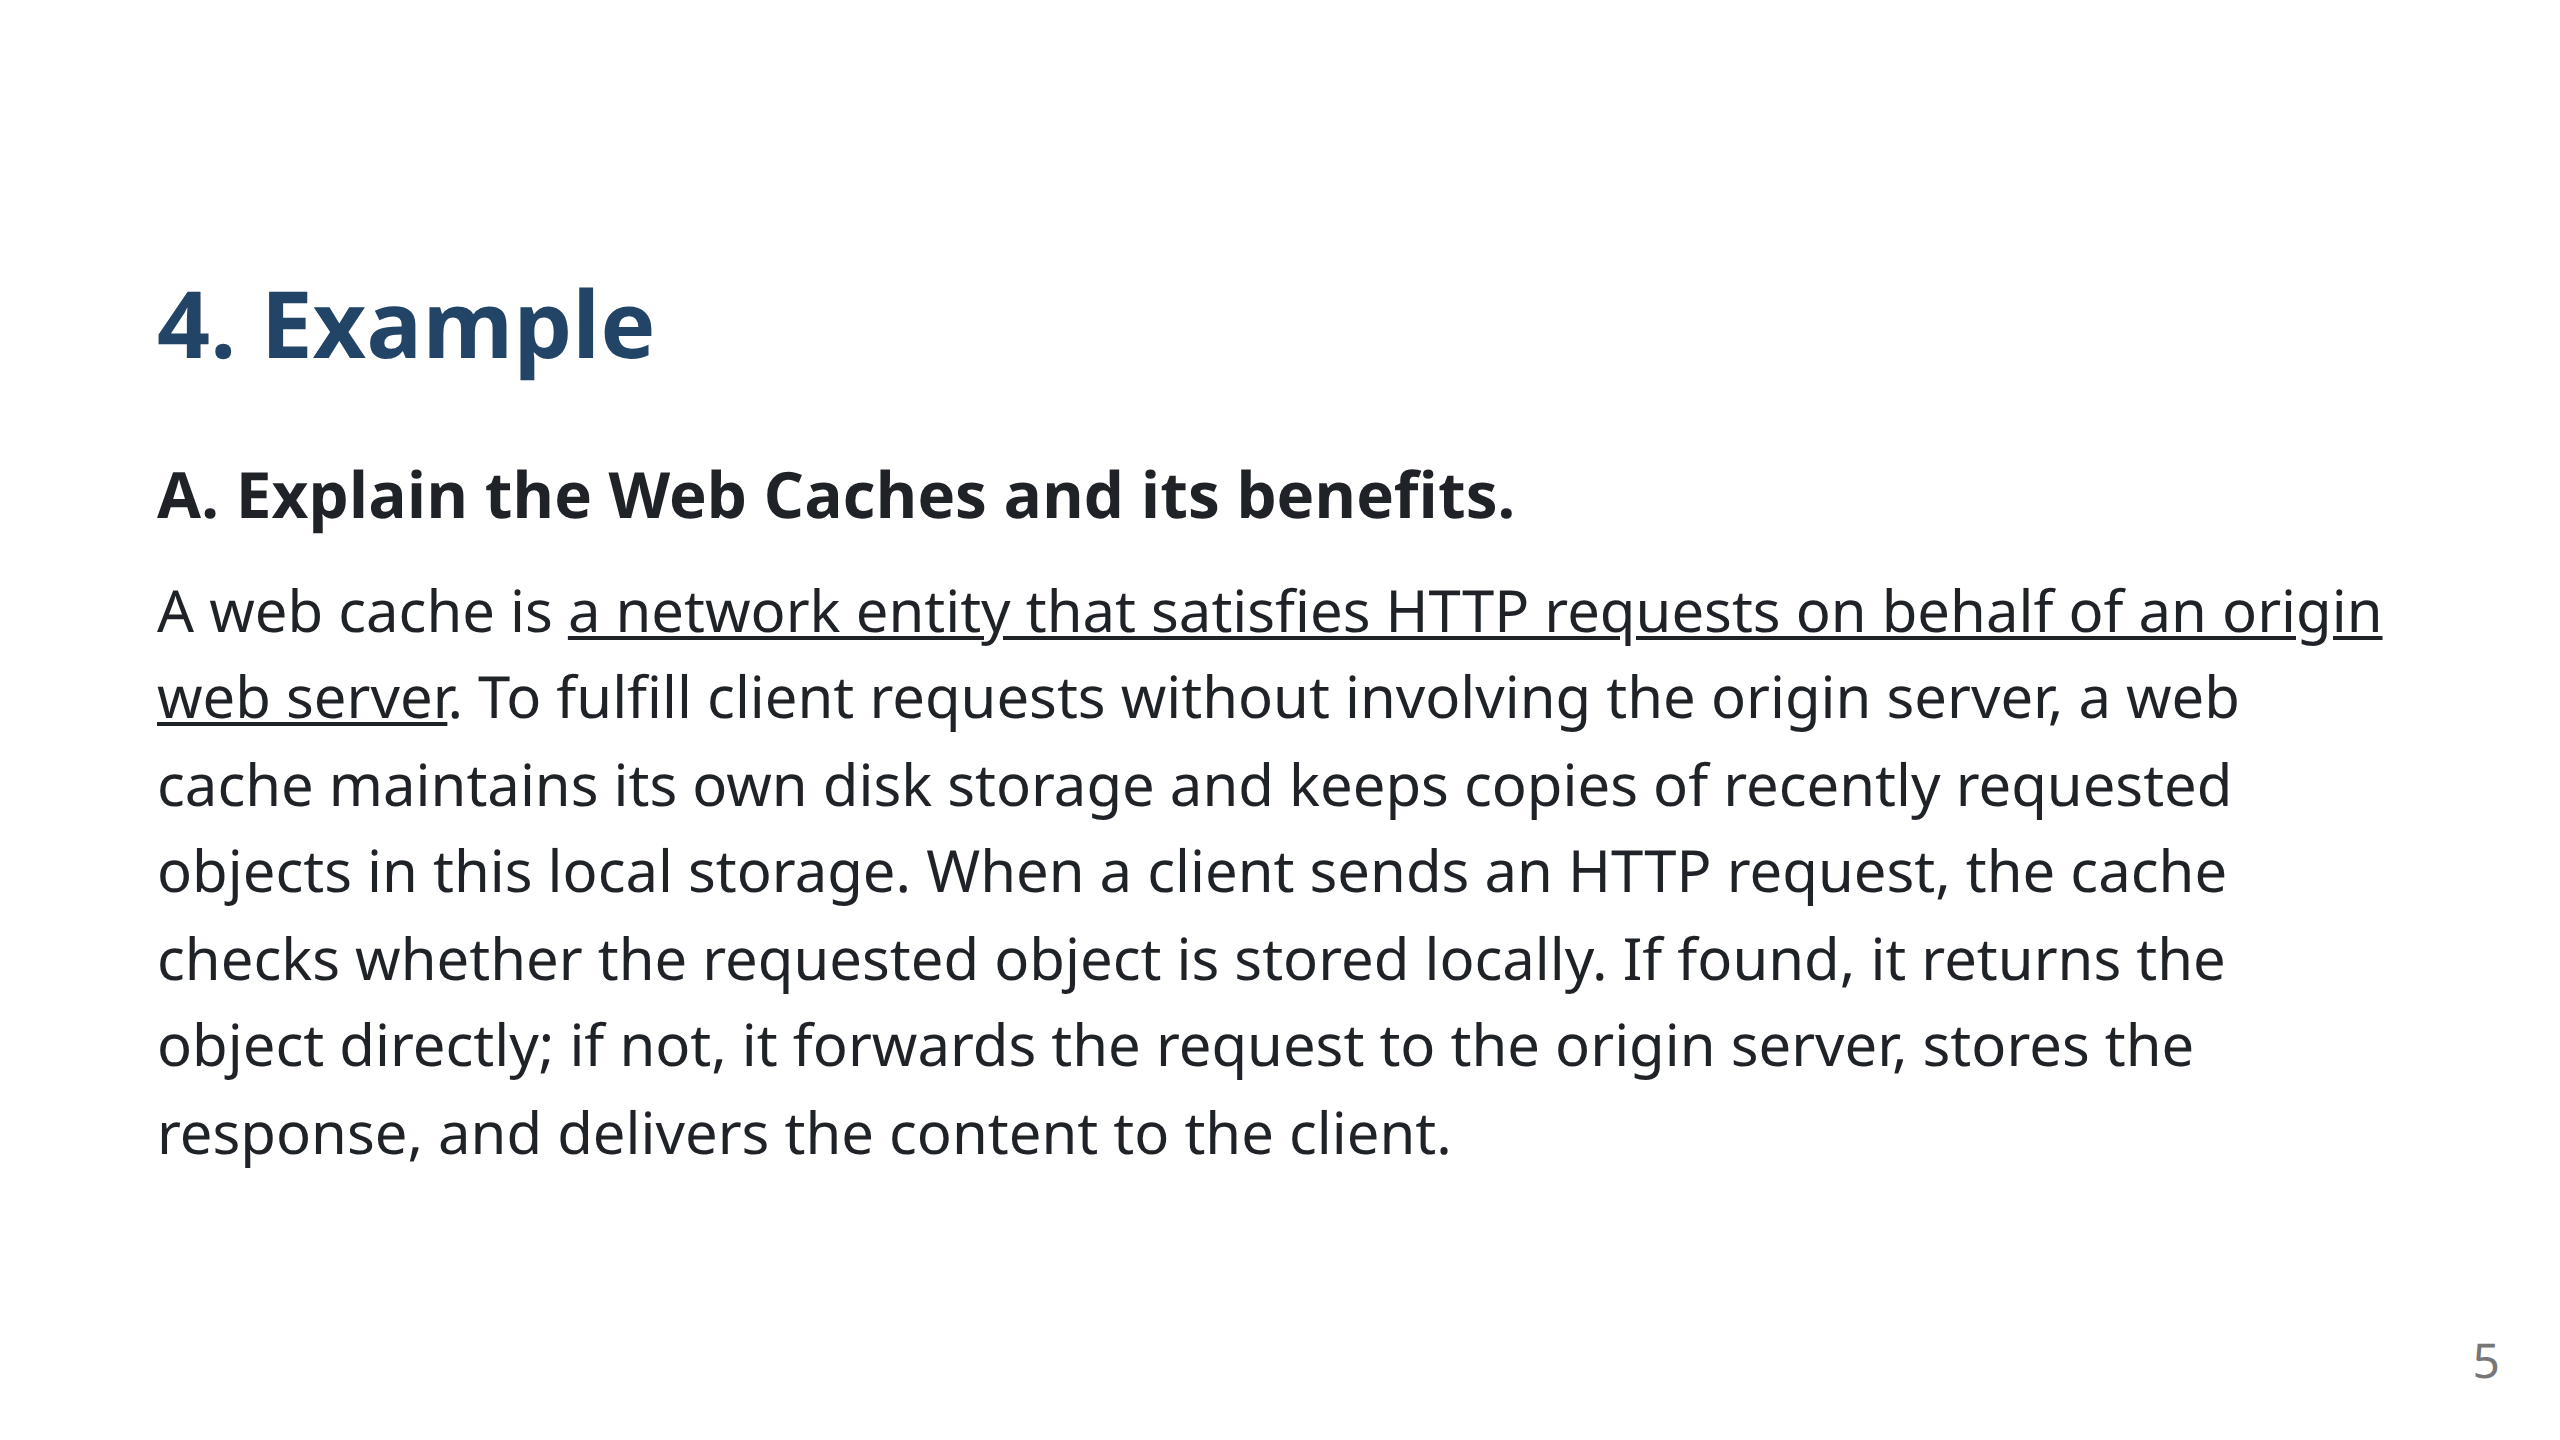 4. Example
A. Explain the Web Caches and its benefits.
A web cache is a network entity that satisfies HTTP requests on behalf of an origin
web server. To fulfill client requests without involving the origin server, a web
cache maintains its own disk storage and keeps copies of recently requested
objects in this local storage. When a client sends an HTTP request, the cache
checks whether the requested object is stored locally. If found, it returns the
object directly; if not, it forwards the request to the origin server, stores the
response, and delivers the content to the client.
5